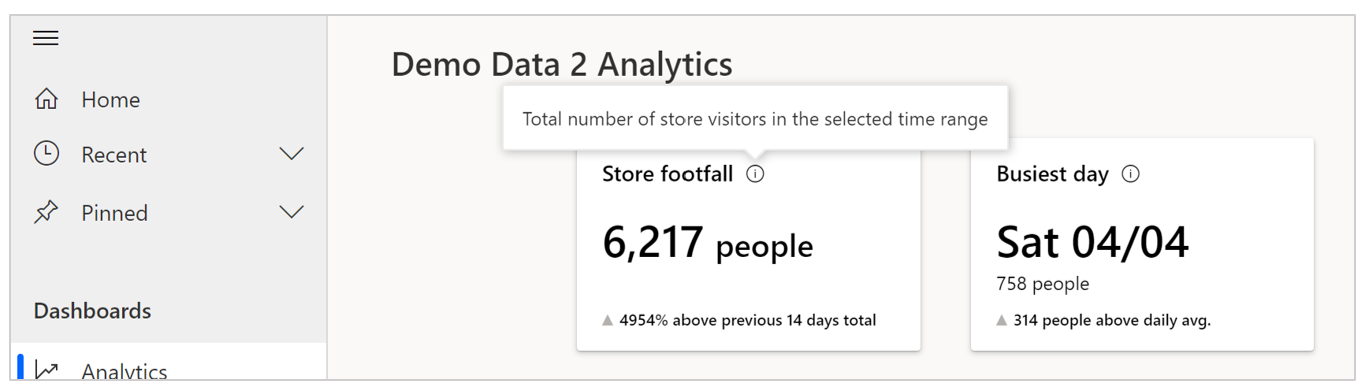 Home
Recent
Pinned
Dashboards
Analytics
Demo Data 2 Analytics
Total number of store visitors in the selected time range
Store footfall
6,217 people
4954% above previous 14 days total
Busiest day
Sat 04/04
758 people
314 people above daily avg.